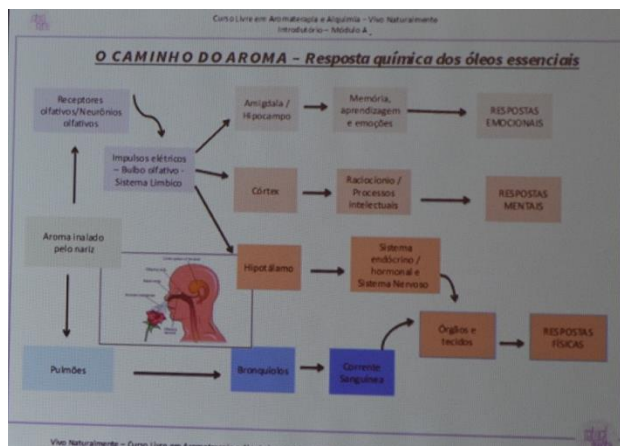 Curso Livre em Aromaterapia e Alquimia – Vivo Naturalmente
Introdutório – Módulo A
O CAMINHO DO AROMA – Resposta química dos óleos essenciais
Receptores
olfativos/Neurônios
olfativos
Amigdala /
Hipocampo
Memória,
aprendizagem
e emoções
RESPOSTAS
EMOCIONAIS
Impulsos elétricos
– Bulbo olfativo -
Sistema Límbico
Córtex
Raciocínio /
Processos
intelectuais
RESPOSTAS
MENTAIS
Aroma inalado
pelo nariz
Hipotálamo
Sistema
endócrino /
hormonal e
Sistema Nervoso
Órgãos e
tecidos
RESPOSTAS
FÍSICAS
Pulmões
Bronquíolos
Corrente
Sanguínea
Vivo Naturalmente – Curso Livre em